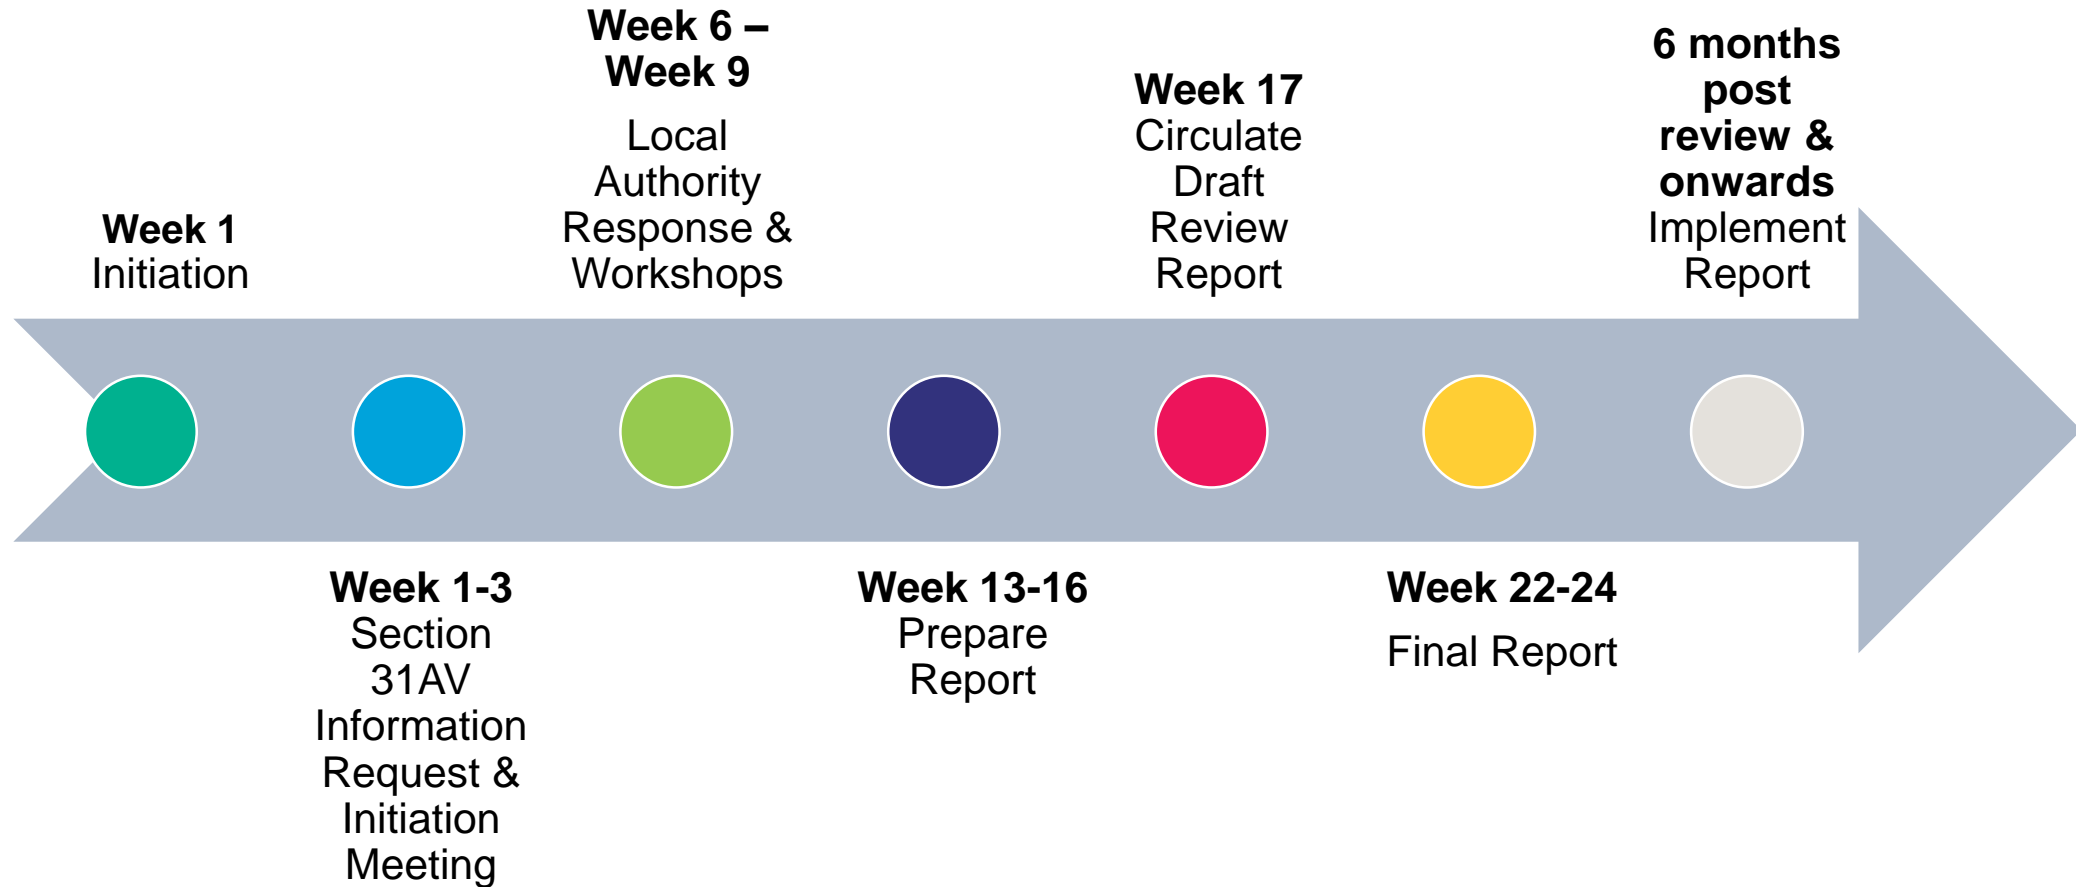 Week 1
Initiation
Week 1-3
Section
31AV
Information
Request &
Initiation
Meeting
Week 6 –
Week 9
Local
Authority
Response &
Workshops
Week 13-16
Prepare
Report
Week 17
Circulate
Draft
Review
Report
Week 22-24
Final Report
6 months
post
review &
onwards
Implement
Report